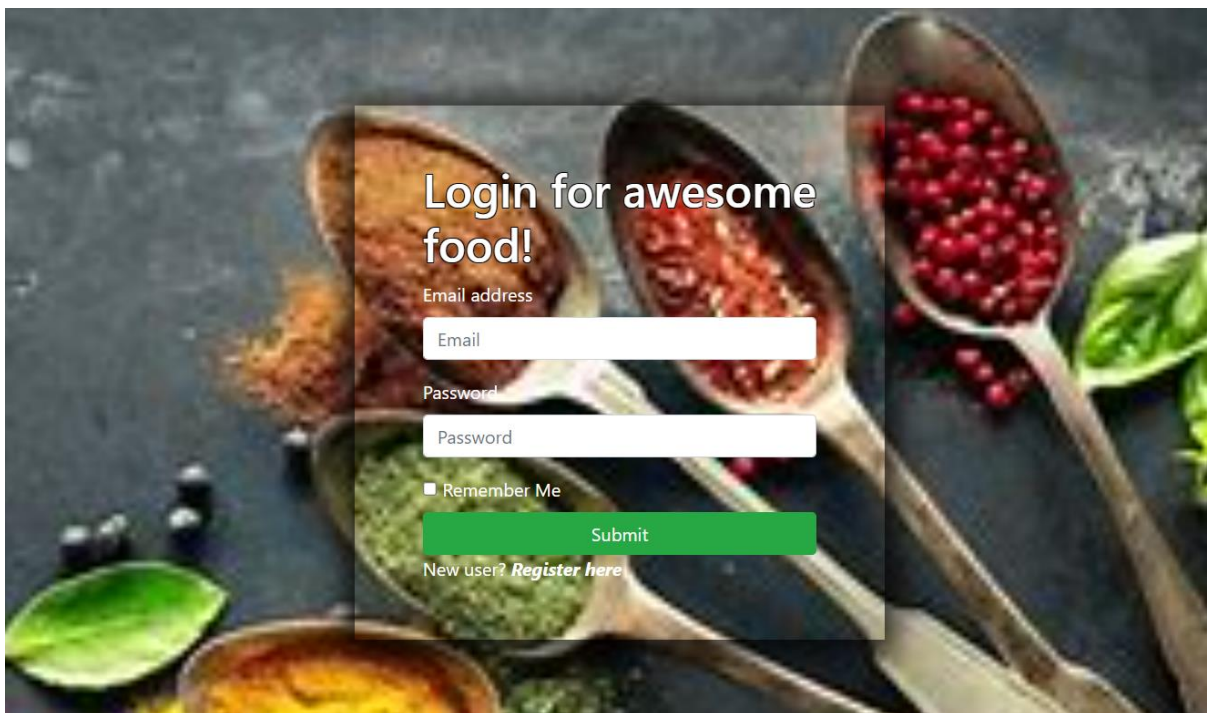 Login for awesome
food!
Email address
Email
Password
Password
Remember Me
Submit
New user? Register here